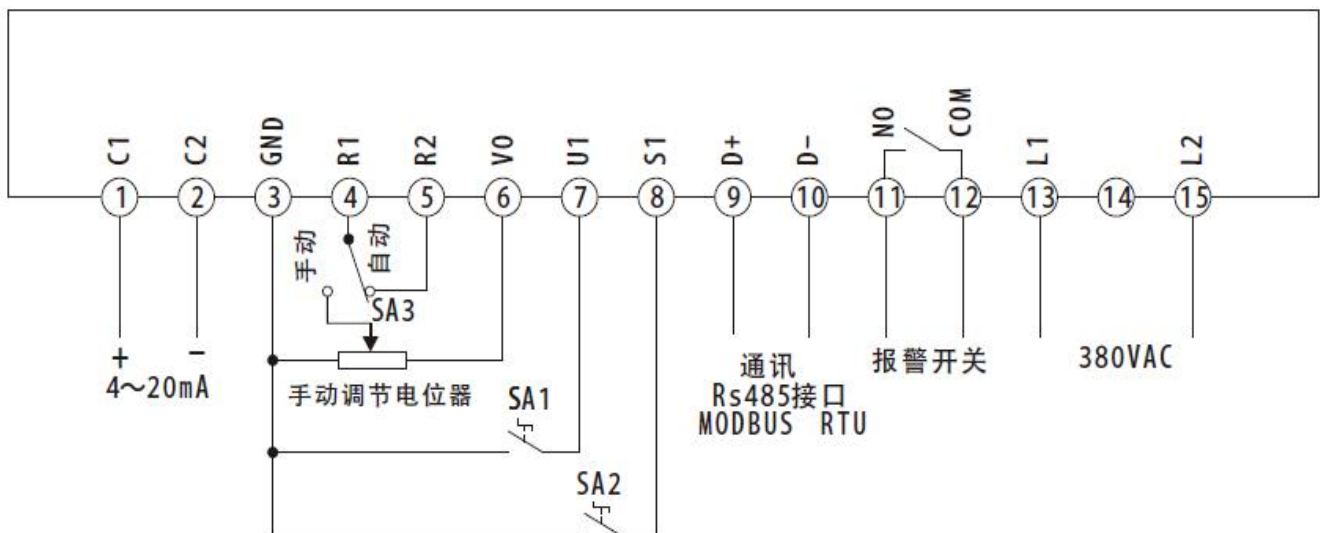 C1 C2 GND R1 R2 V0 U1 S1 D+ D- NO COM L1 L2
1 2 3 4 5 6 7 8 9 10 11 12 13 14 15
手动 自动
SA3
+ -
4～20mA
手动调节电位器
SA1
SA2
通讯
Rs485接口
MODBUS RTU
报警开关
380VAC